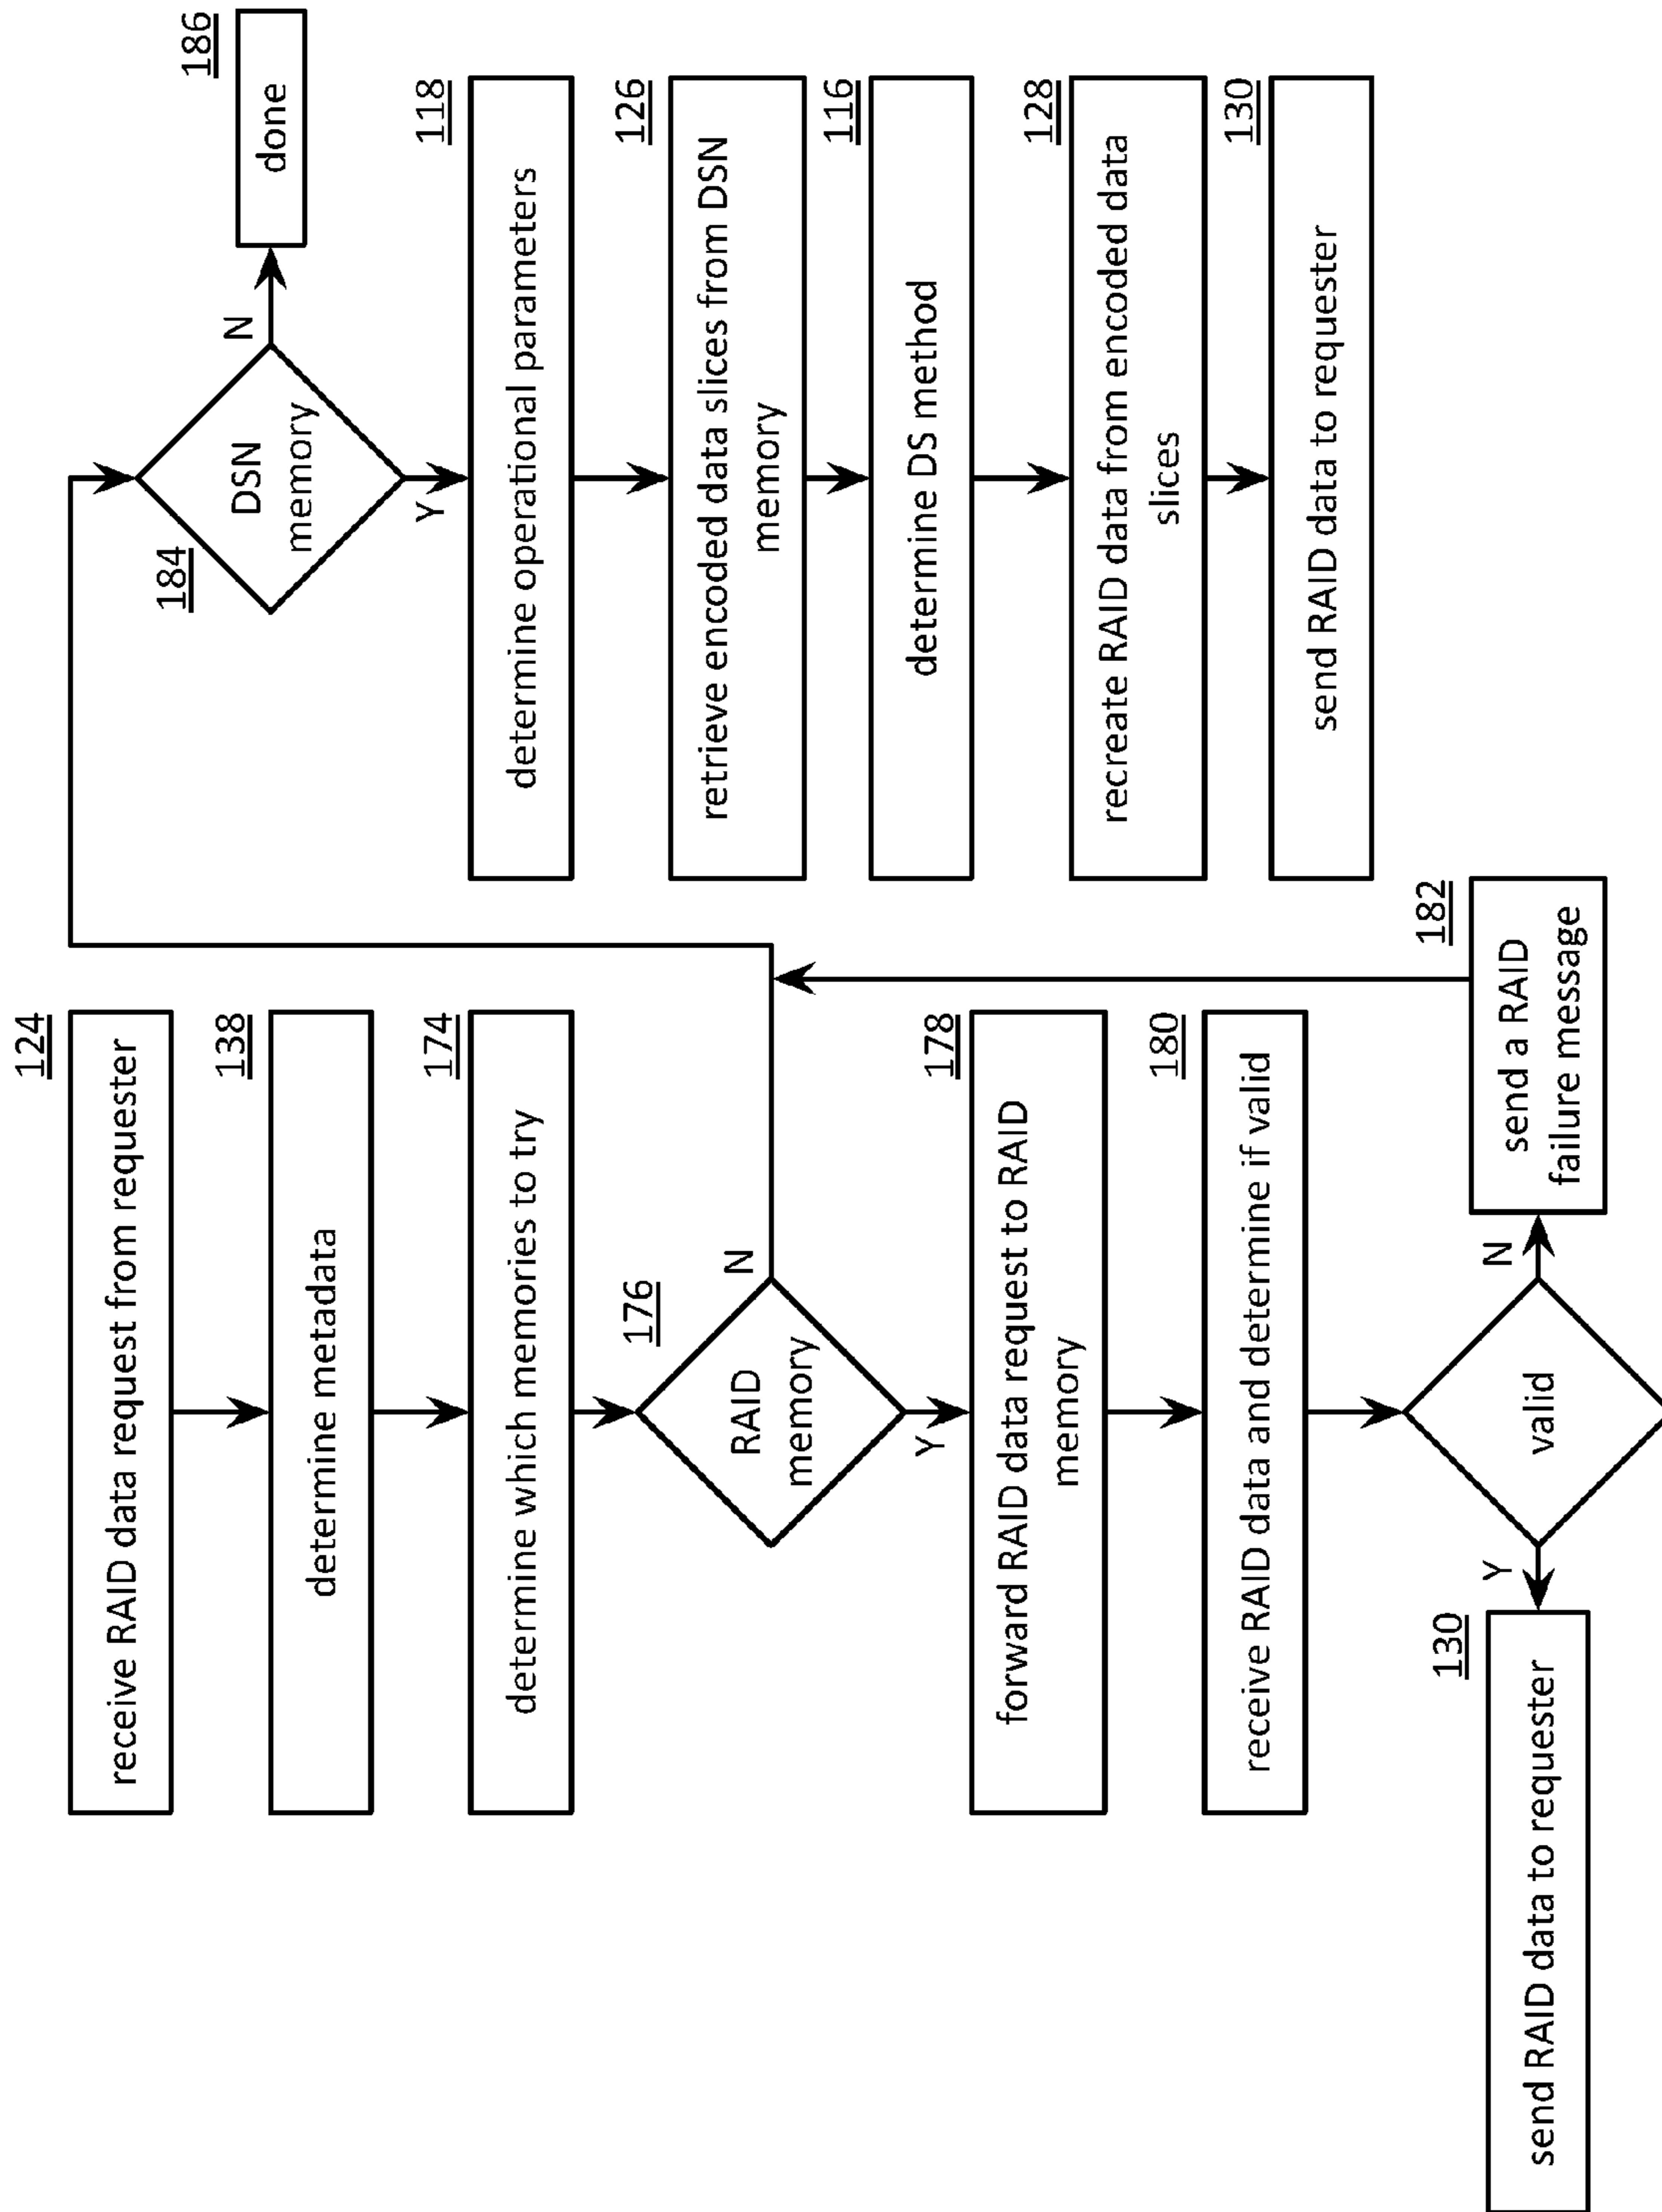 124
receive RAID data request from requester
138
determine metadata
174
determine which memories to try
176
RAID
memory
N
Y
178
forward RAID data request to RAID
memory
180
receive RAID data and determine if valid
valid
Y
N
130
send RAID data to requester
182
send a RAID
failure message
184
DSN
memory
N
Y
186
done
118
determine operational parameters
126
retrieve encoded data slices from DSN
memory
116
determine DS method
128
recreate RAID data from encoded data
slices
130
send RAID data to requester